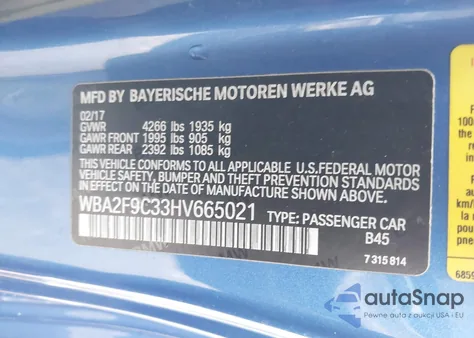 MFD BY BAYERISCHE MOTOREN WERKE AG
02/17
GVWR 4266 lbs 1935 kg
GAWR FRONT 1995 lbs 905 kg
GAWR REAR 2392 lbs 1085 kg
THIS VEHICLE CONFORMS TO ALL APPLICABLE U.S.FEDERAL MOTOR
VEHICLE SAFETY, BUMPER AND THEFT PREVENTION STANDARDS IN
EFFECT ON THE DATE OF MANUFACTURE SHOWN ABOVE.
WBA2F9C33HV665021 TYPE: PASSENGER CAR
B45
7 315 814
autoSnap
Pewne auto z USA i EU